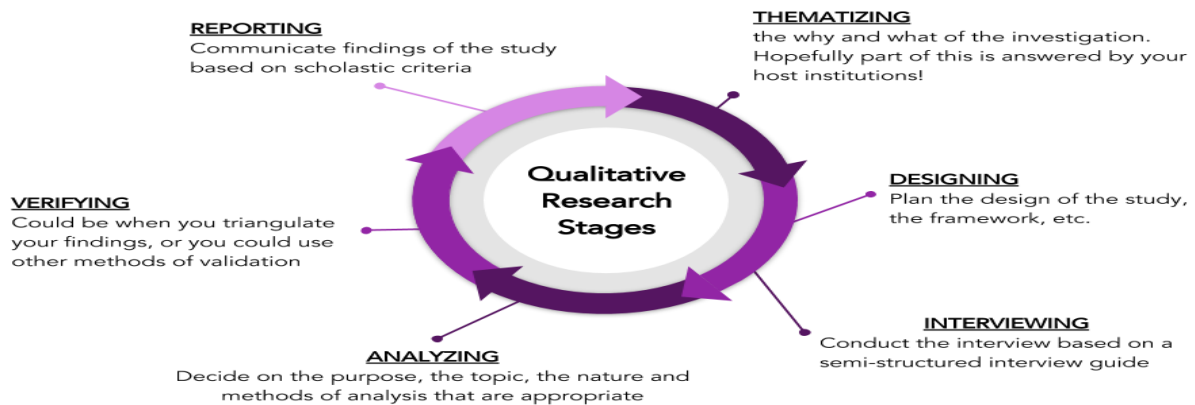 Qualitative
Research
Stages
THEMATIZING
the why and what of the investigation.
Hopefully part of this is answered by your
host institutions!
DESIGNING
Plan the design of the study,
the framework, etc.
INTERVIEWING
Conduct the interview based on a
semi-structured interview guide
ANALYZING
Decide on the purpose, the topic, the nature and
methods of analysis that are appropriate
VERIFYING
Could be when you triangulate
your findings, or you could use
other methods of validation
REPORTING
Communicate findings of the study
based on scholastic criteria